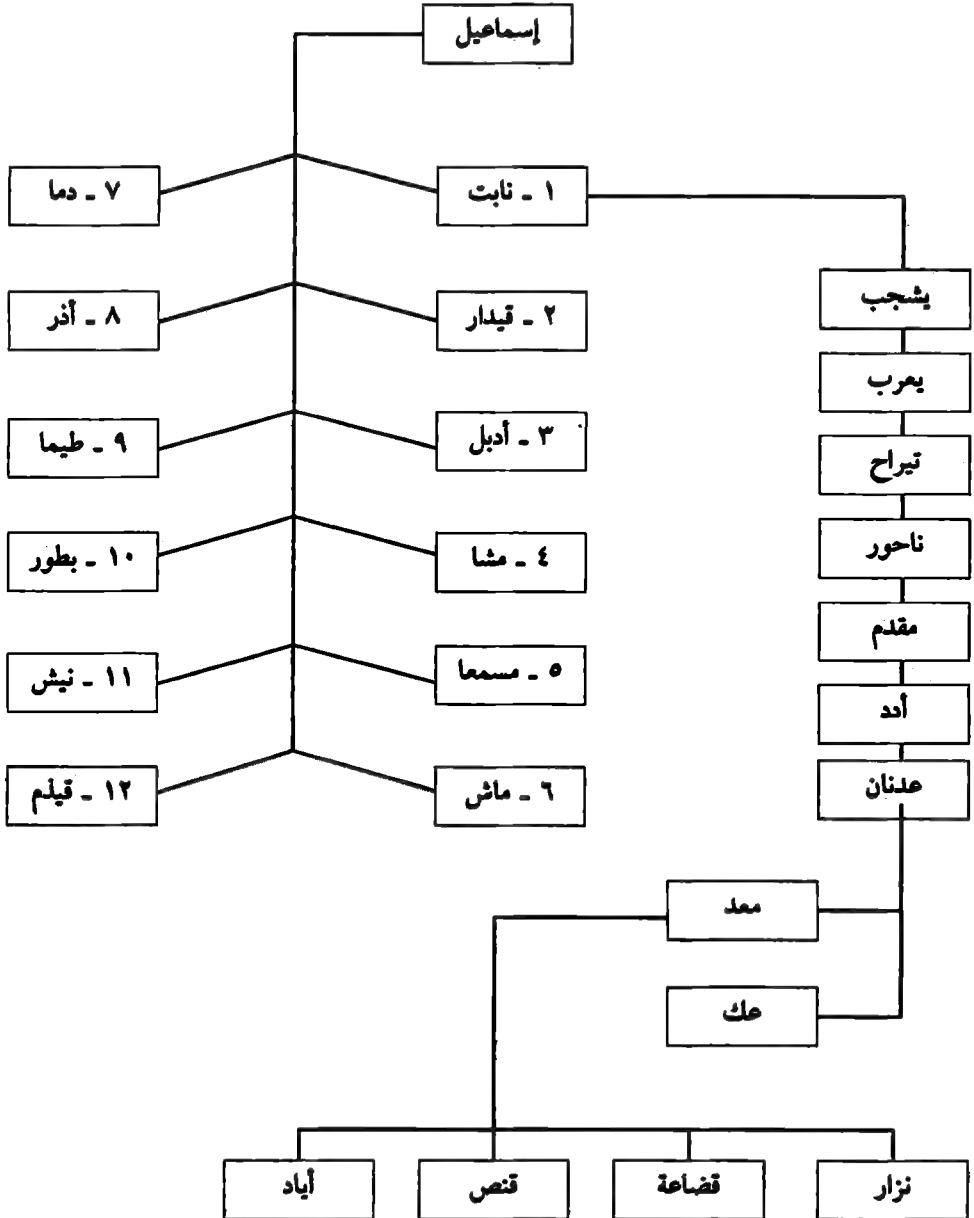 إسماعيل
١ ـ نابت
٧ ـ دما
٢ ـ قيدار
٨ ـ أذر
٣ ـ أدبل
٩ ـ طيما
٤ ـ مشا
١٠ ـ بطور
٥ ـ مسمعا
١١ ـ نيش
٦ ـ ماش
١٢ ـ قيذم
يشجب
يعرب
تيراح
ناحور
مقدم
أدد
عدنان
معد
عك
نزار
قضاعة
قنص
أياد